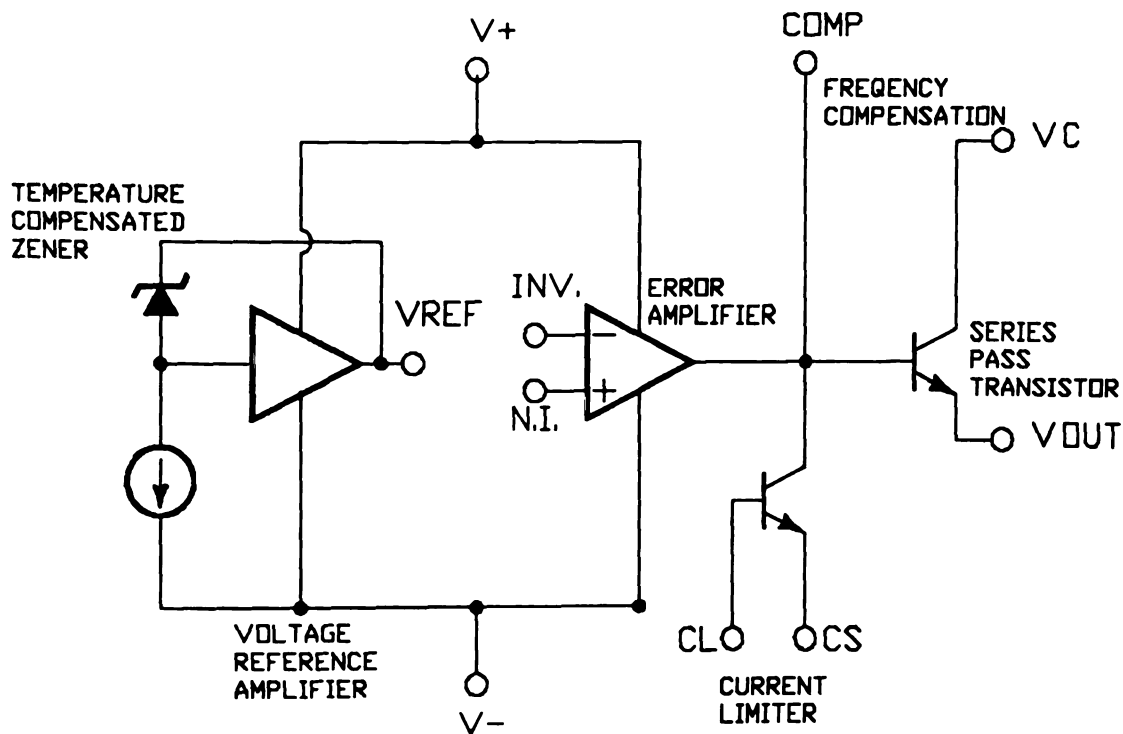 V+
COMP
FREQENCY
COMPENSATION
VC
TEMPERATURE
COMPENSATED
ZENER
VREF
INV.
ERROR
AMPLIFIER
−
+
N.I.
SERIES
PASS
TRANSISTOR
VOUT
VOLTAGE
REFERENCE
AMPLIFIER
V-
CL
CS
CURRENT
LIMITER